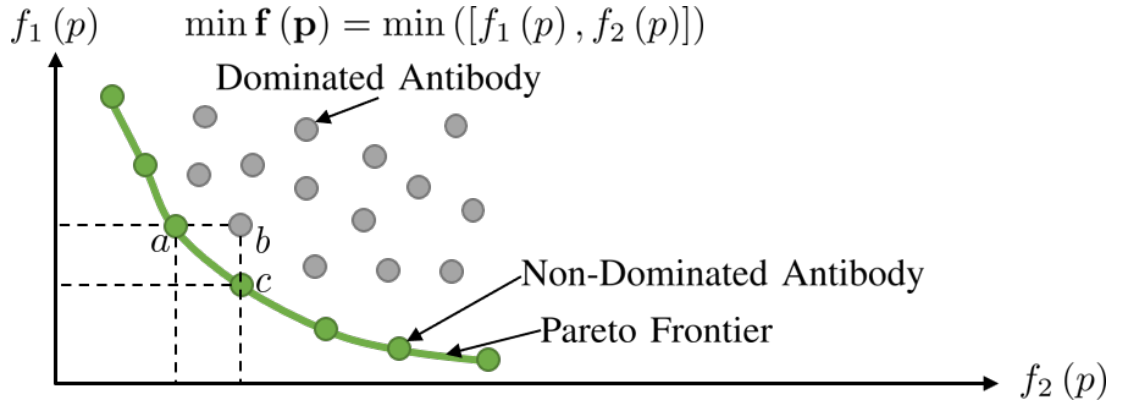 f₁ (p)
min f (p) = min ([f₁ (p) , f₂ (p)])
Dominated Antibody
a
b
c
Non-Dominated Antibody
Pareto Frontier
f₂ (p)